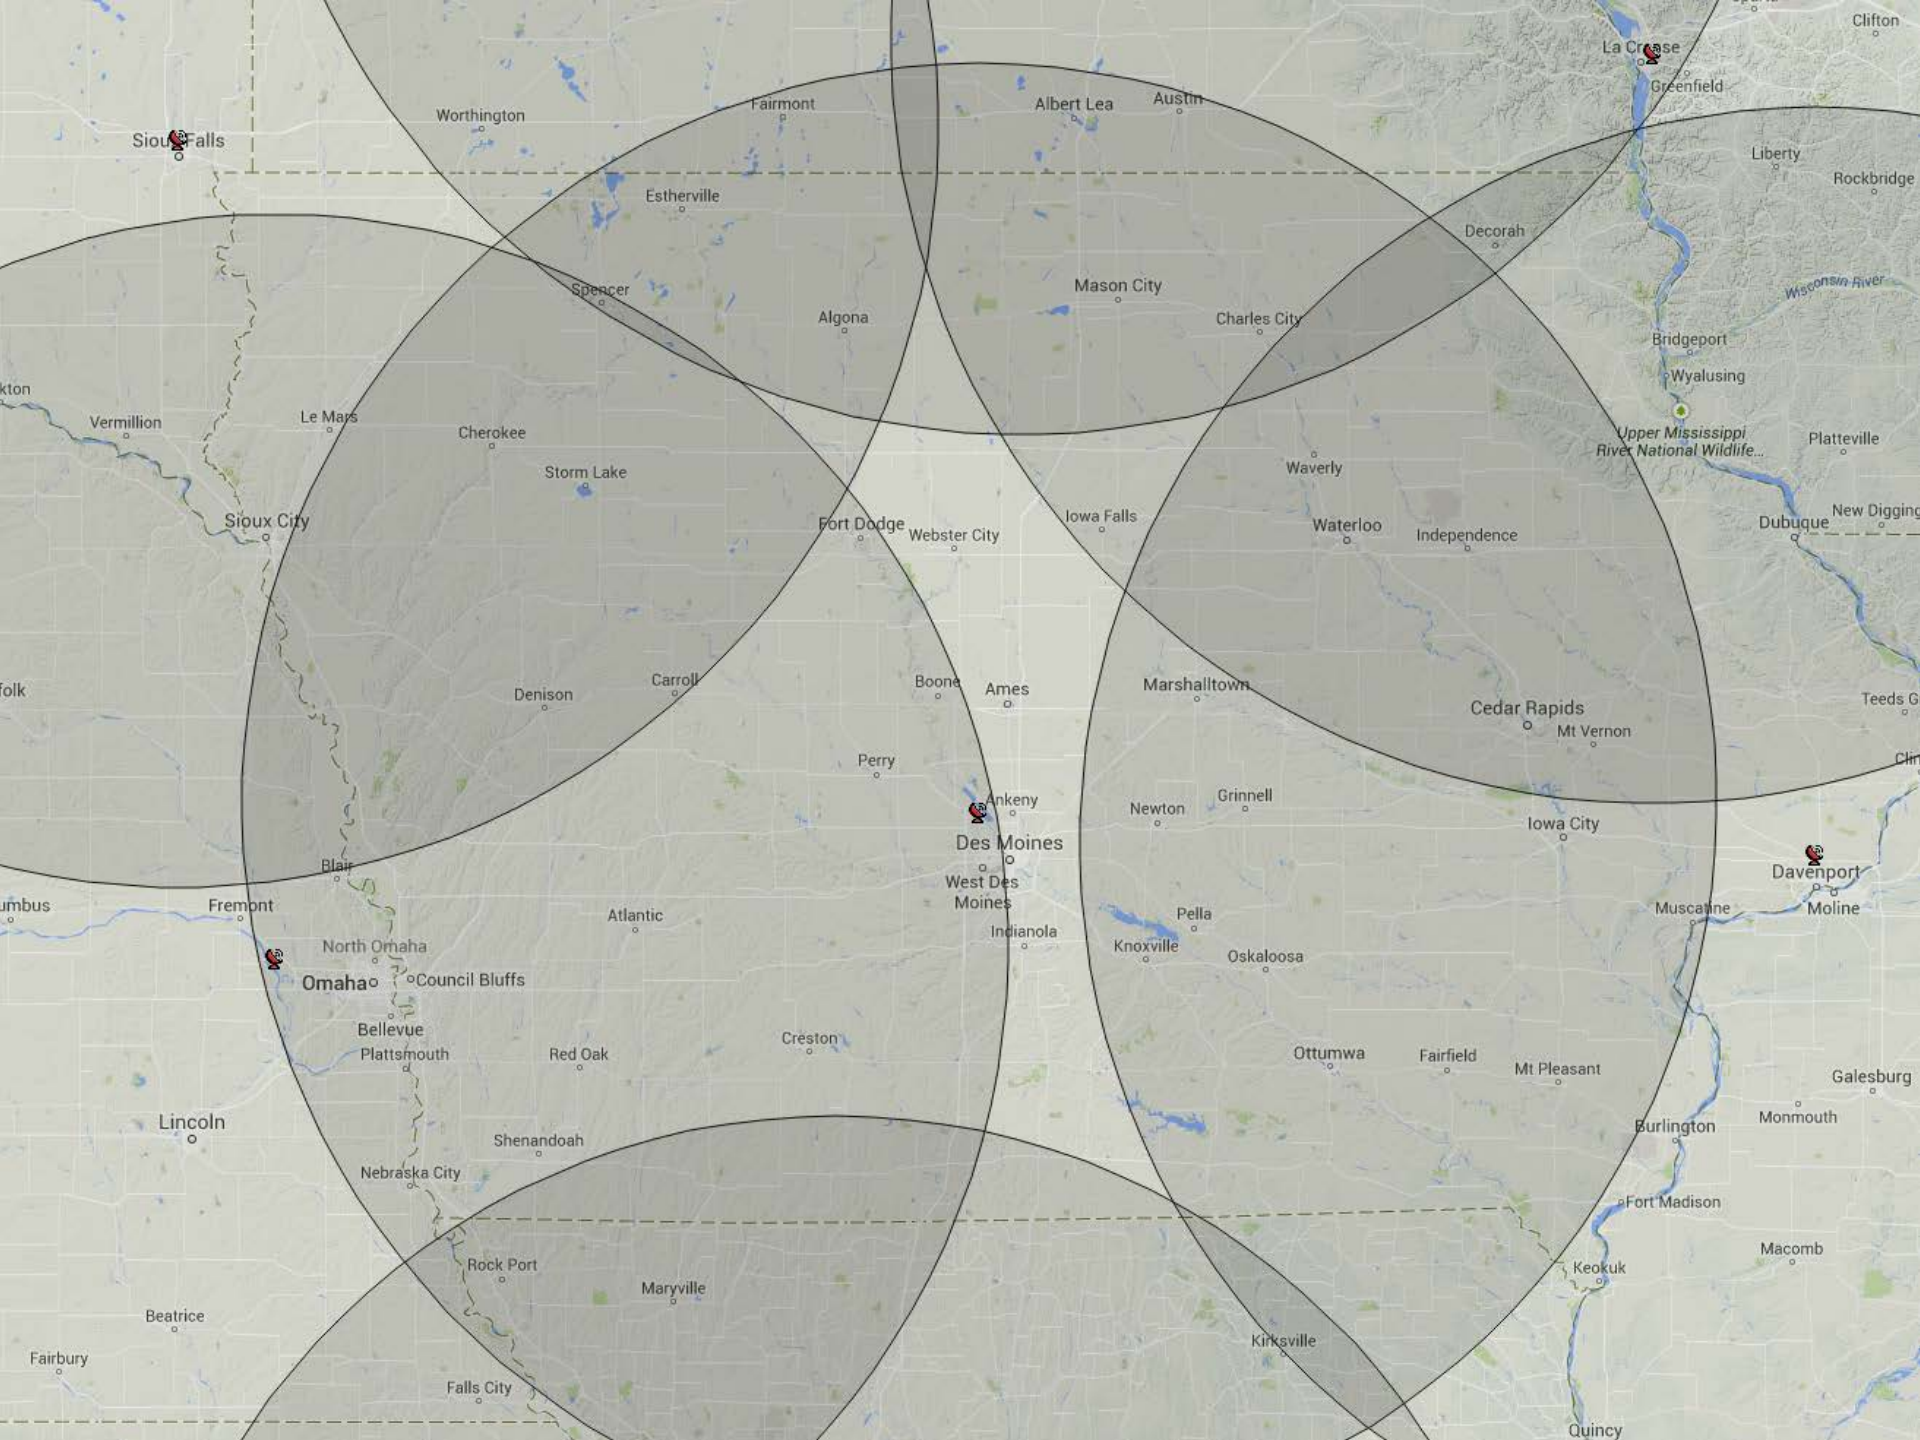 Clifton
La Crosse
Greenfield
Worthington
Fairmont
Albert Lea
Austin
Sioux Falls
Liberty
Rockbridge
Estherville
Decorah
Spencer
Mason City
Wisconsin River
Algona
Charles City
Bridgeport
Wyalusing
kton
Vermillion
Le Mars
Cherokee
Upper Mississippi
River National Wildlife...
Platteville
Storm Lake
Waverly
Sioux City
Fort Dodge
Webster City
Iowa Falls
Waterloo
Independence
Dubuque
New Digging
folk
Denison
Carroll
Boone
Ames
Marshalltown
Cedar Rapids
Mt Vernon
Teeds G
Perry
Clin
Ankeny
Newton
Grinnell
Iowa City
Des Moines
Blair
West Des
Moines
Davenport
umbus
Fremont
Atlantic
Pella
Muscatine
Moline
North Omaha
Indianola
Knoxville
Oskaloosa
Omaha
Council Bluffs
Bellevue
Plattsmouth
Red Oak
Creston
Ottumwa
Fairfield
Mt Pleasant
Galesburg
Lincoln
Monmouth
Shenandoah
Burlington
Nebraska City
Fort Madison
Rock Port
Maryville
Macomb
Keokuk
Beatrice
Kirksville
Fairbury
Falls City
Quincy